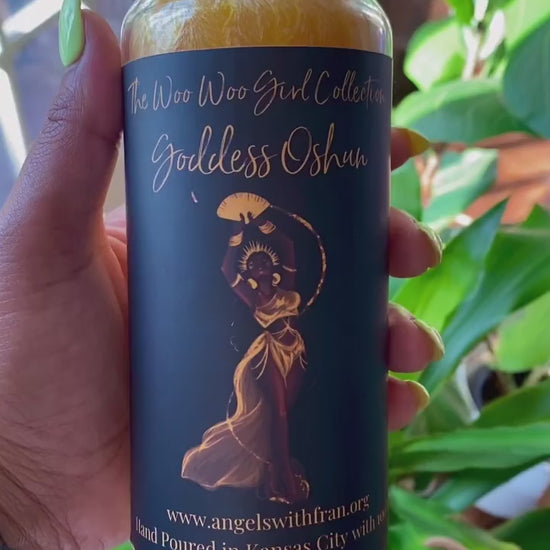 The Woo Woo Girl Collection
Goddess Oshun
www.angelswithfran.org
Hand Poured in Kansas City with